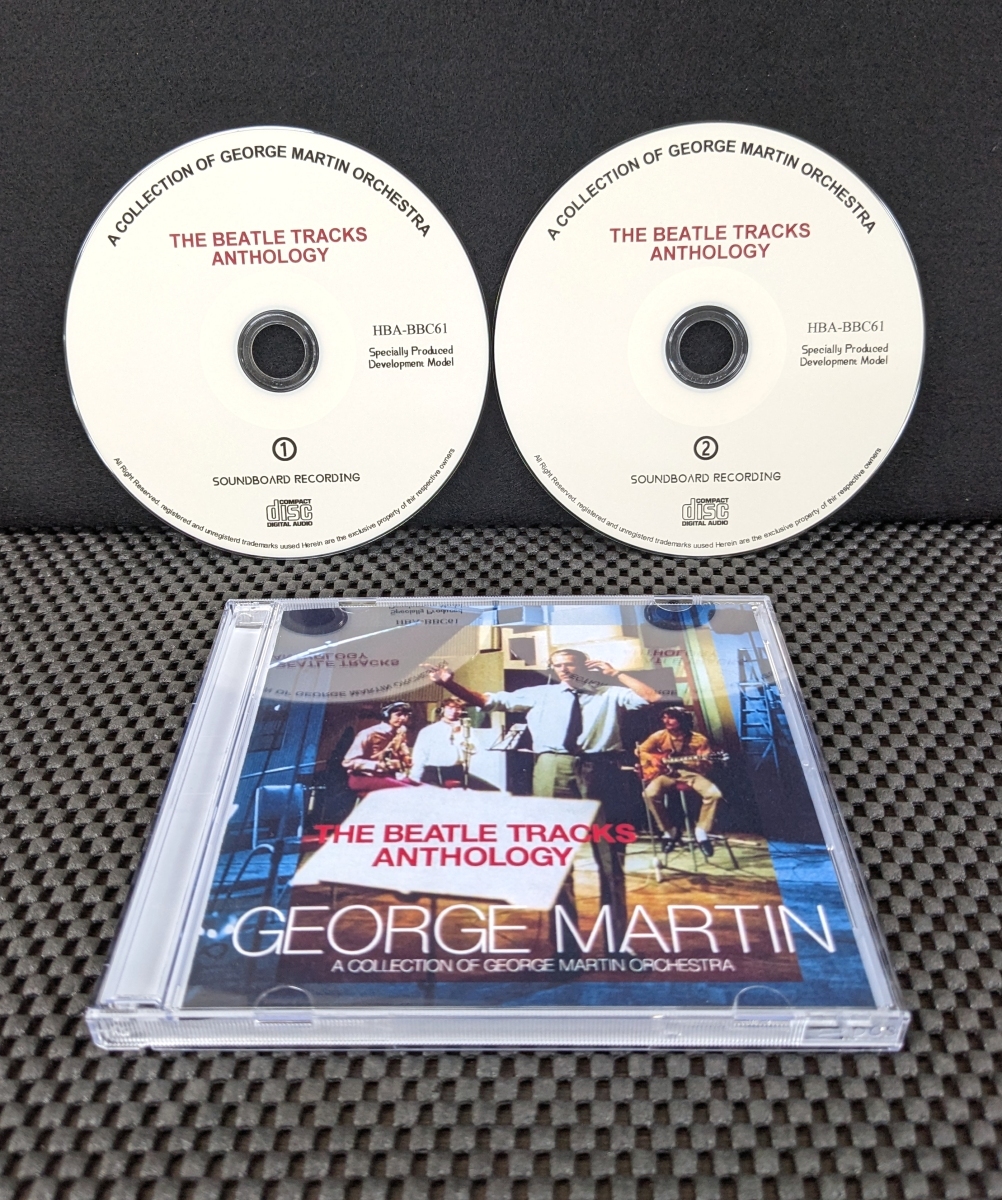 A COLLECTION OF GEORGE MARTIN ORCHESTRA
THE BEATLE TRACKS
ANTHOLOGY
HBA-BBC61
Specially Produced
Development Model
1
SOUNDBOARD RECORDING
COMPACT
disc
DIGITAL AUDIO
All Right Reserved. registered and unregisterd trademarks uused Herein are the exclusive property of thir respective owners
A COLLECTION OF GEORGE MARTIN ORCHESTRA
THE BEATLE TRACKS
ANTHOLOGY
HBA-BBC61
Specially Produced
Development Model
2
SOUNDBOARD RECORDING
COMPACT
disc
DIGITAL AUDIO
All Right Reserved. registered and unregisterd trademarks uused Herein are the exclusive property of thir respective owners
THE BEATLE TRACKS
ANTHOLOGY
GEORGE MARTIN
A COLLECTION OF GEORGE MARTIN ORCHESTRA